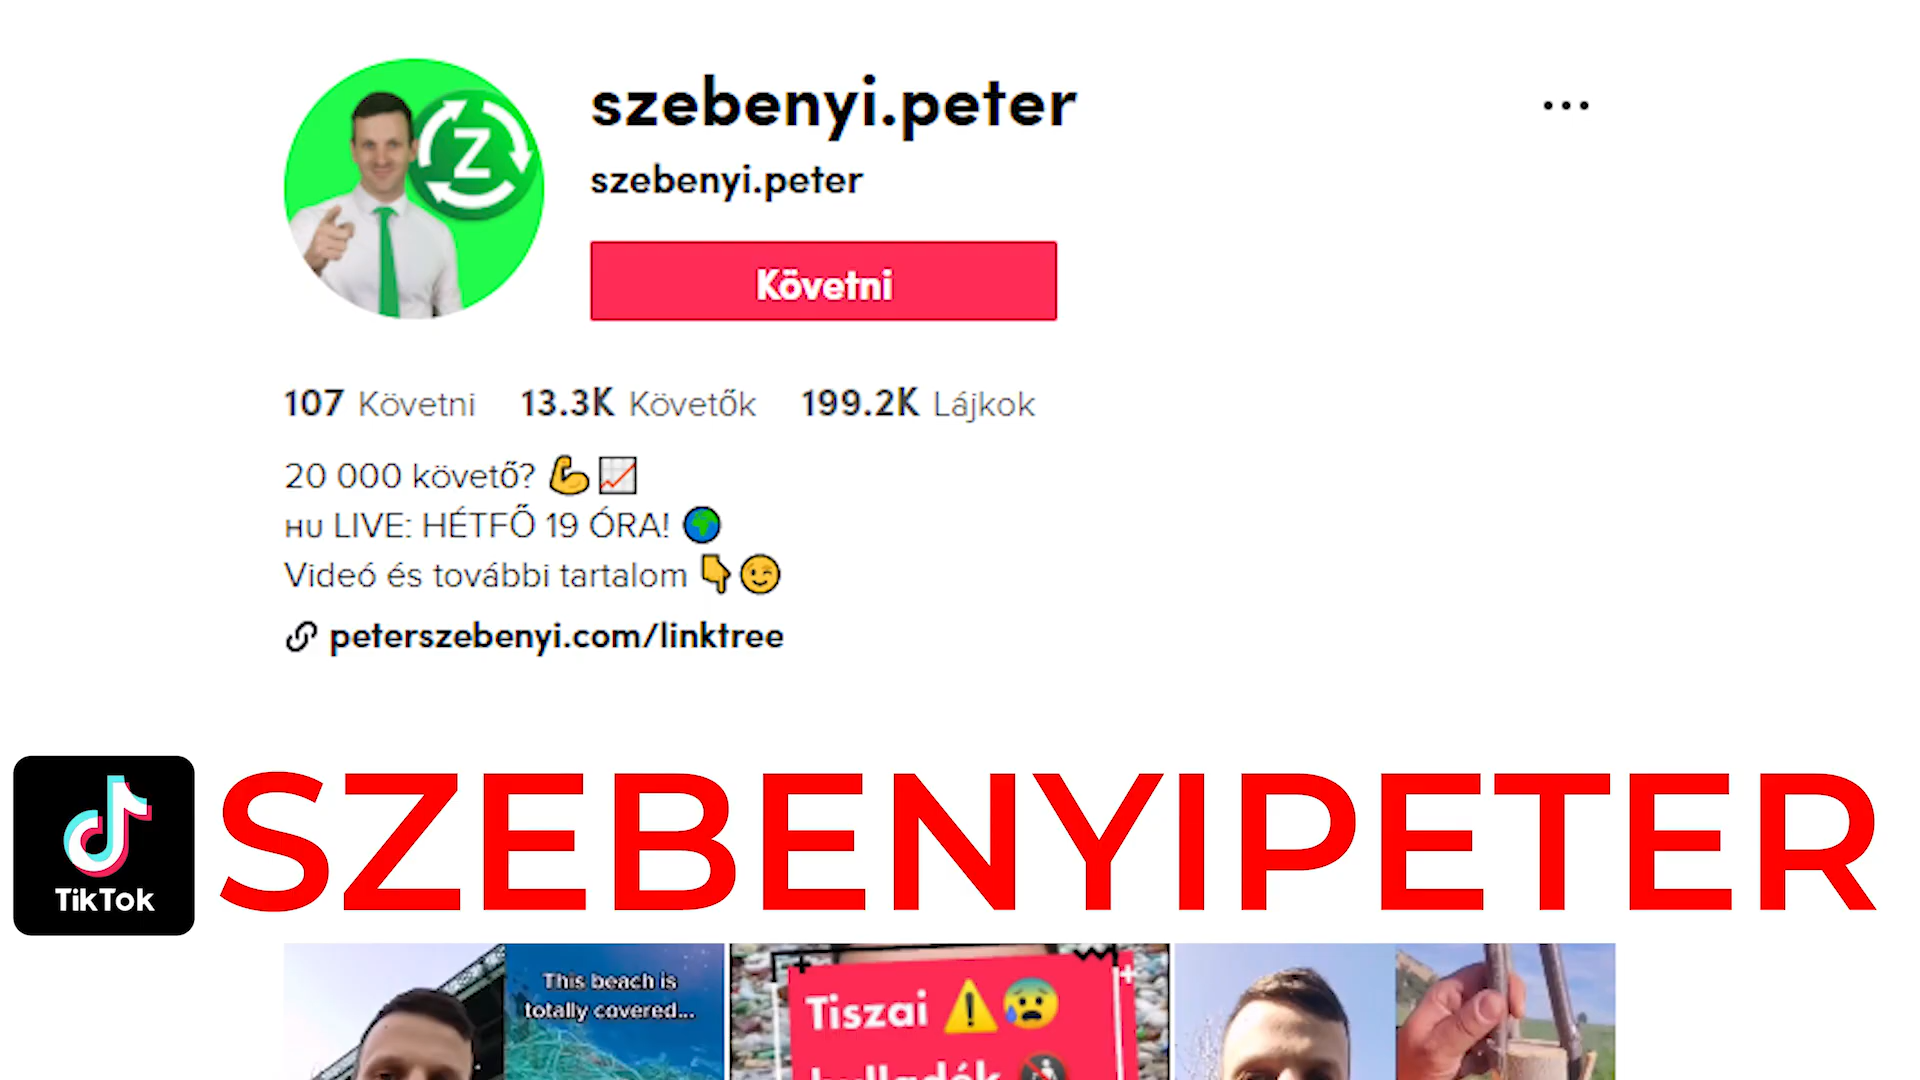 szebenyi.peter
szebenyi.peter
Z
Követni
107 Követni 13.3K Követők 199.2K Lájkok
20 000 követő? 💪📈
HU LIVE: HÉTFŐ 19 ÓRA! 🌍
Videó és további tartalom 👇😉
peterszebenyi.com/linktree
TikTok
SZEBENYIPETER
This beach is
totally covered...
Tiszai ⚠️😰